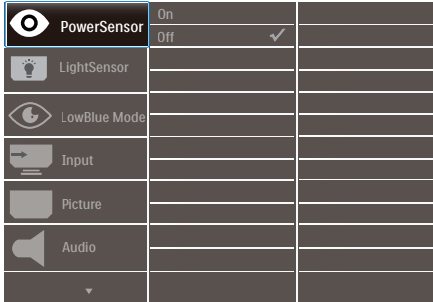 PowerSensor
On
Off
LightSensor
LowBlue Mode
Input
Picture
Audio